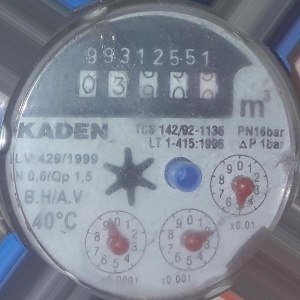 99312551
m³
KADEN
TCS 142/92-1136
PN16bar
LV 429/1999
LT 1-415:1996
ΔP 1bar
N 0,6/Qp 1,5
B.H/A.V
40°C
x0.01
x0.0001
x0.001